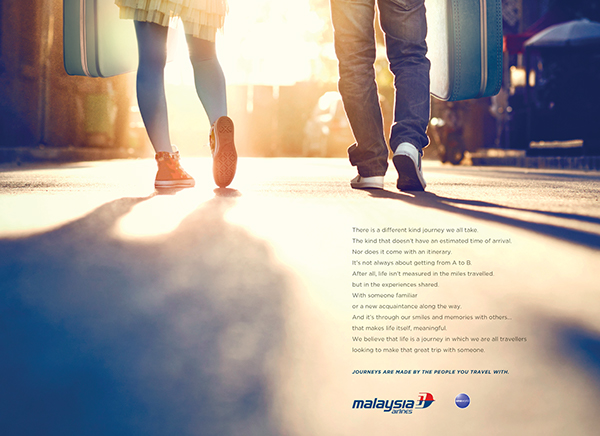 There is a different kind journey we all take.
The kind that doesn't have an estimated time of arrival.
Nor does it come with an itinerary.
It's not always about getting from A to B.
After all, life isn't measured in the miles travelled
but in the experiences shared.
With someone familiar
or a new acquaintance along the way.
And it's through our smiles and memories with others...
that makes life itself, meaningful.
We believe that life is a journey in which we are all travellers
looking to make that great trip with someone.
JOURNEYS ARE MADE BY THE PEOPLE YOU TRAVEL WITH.
malaysia
airlines